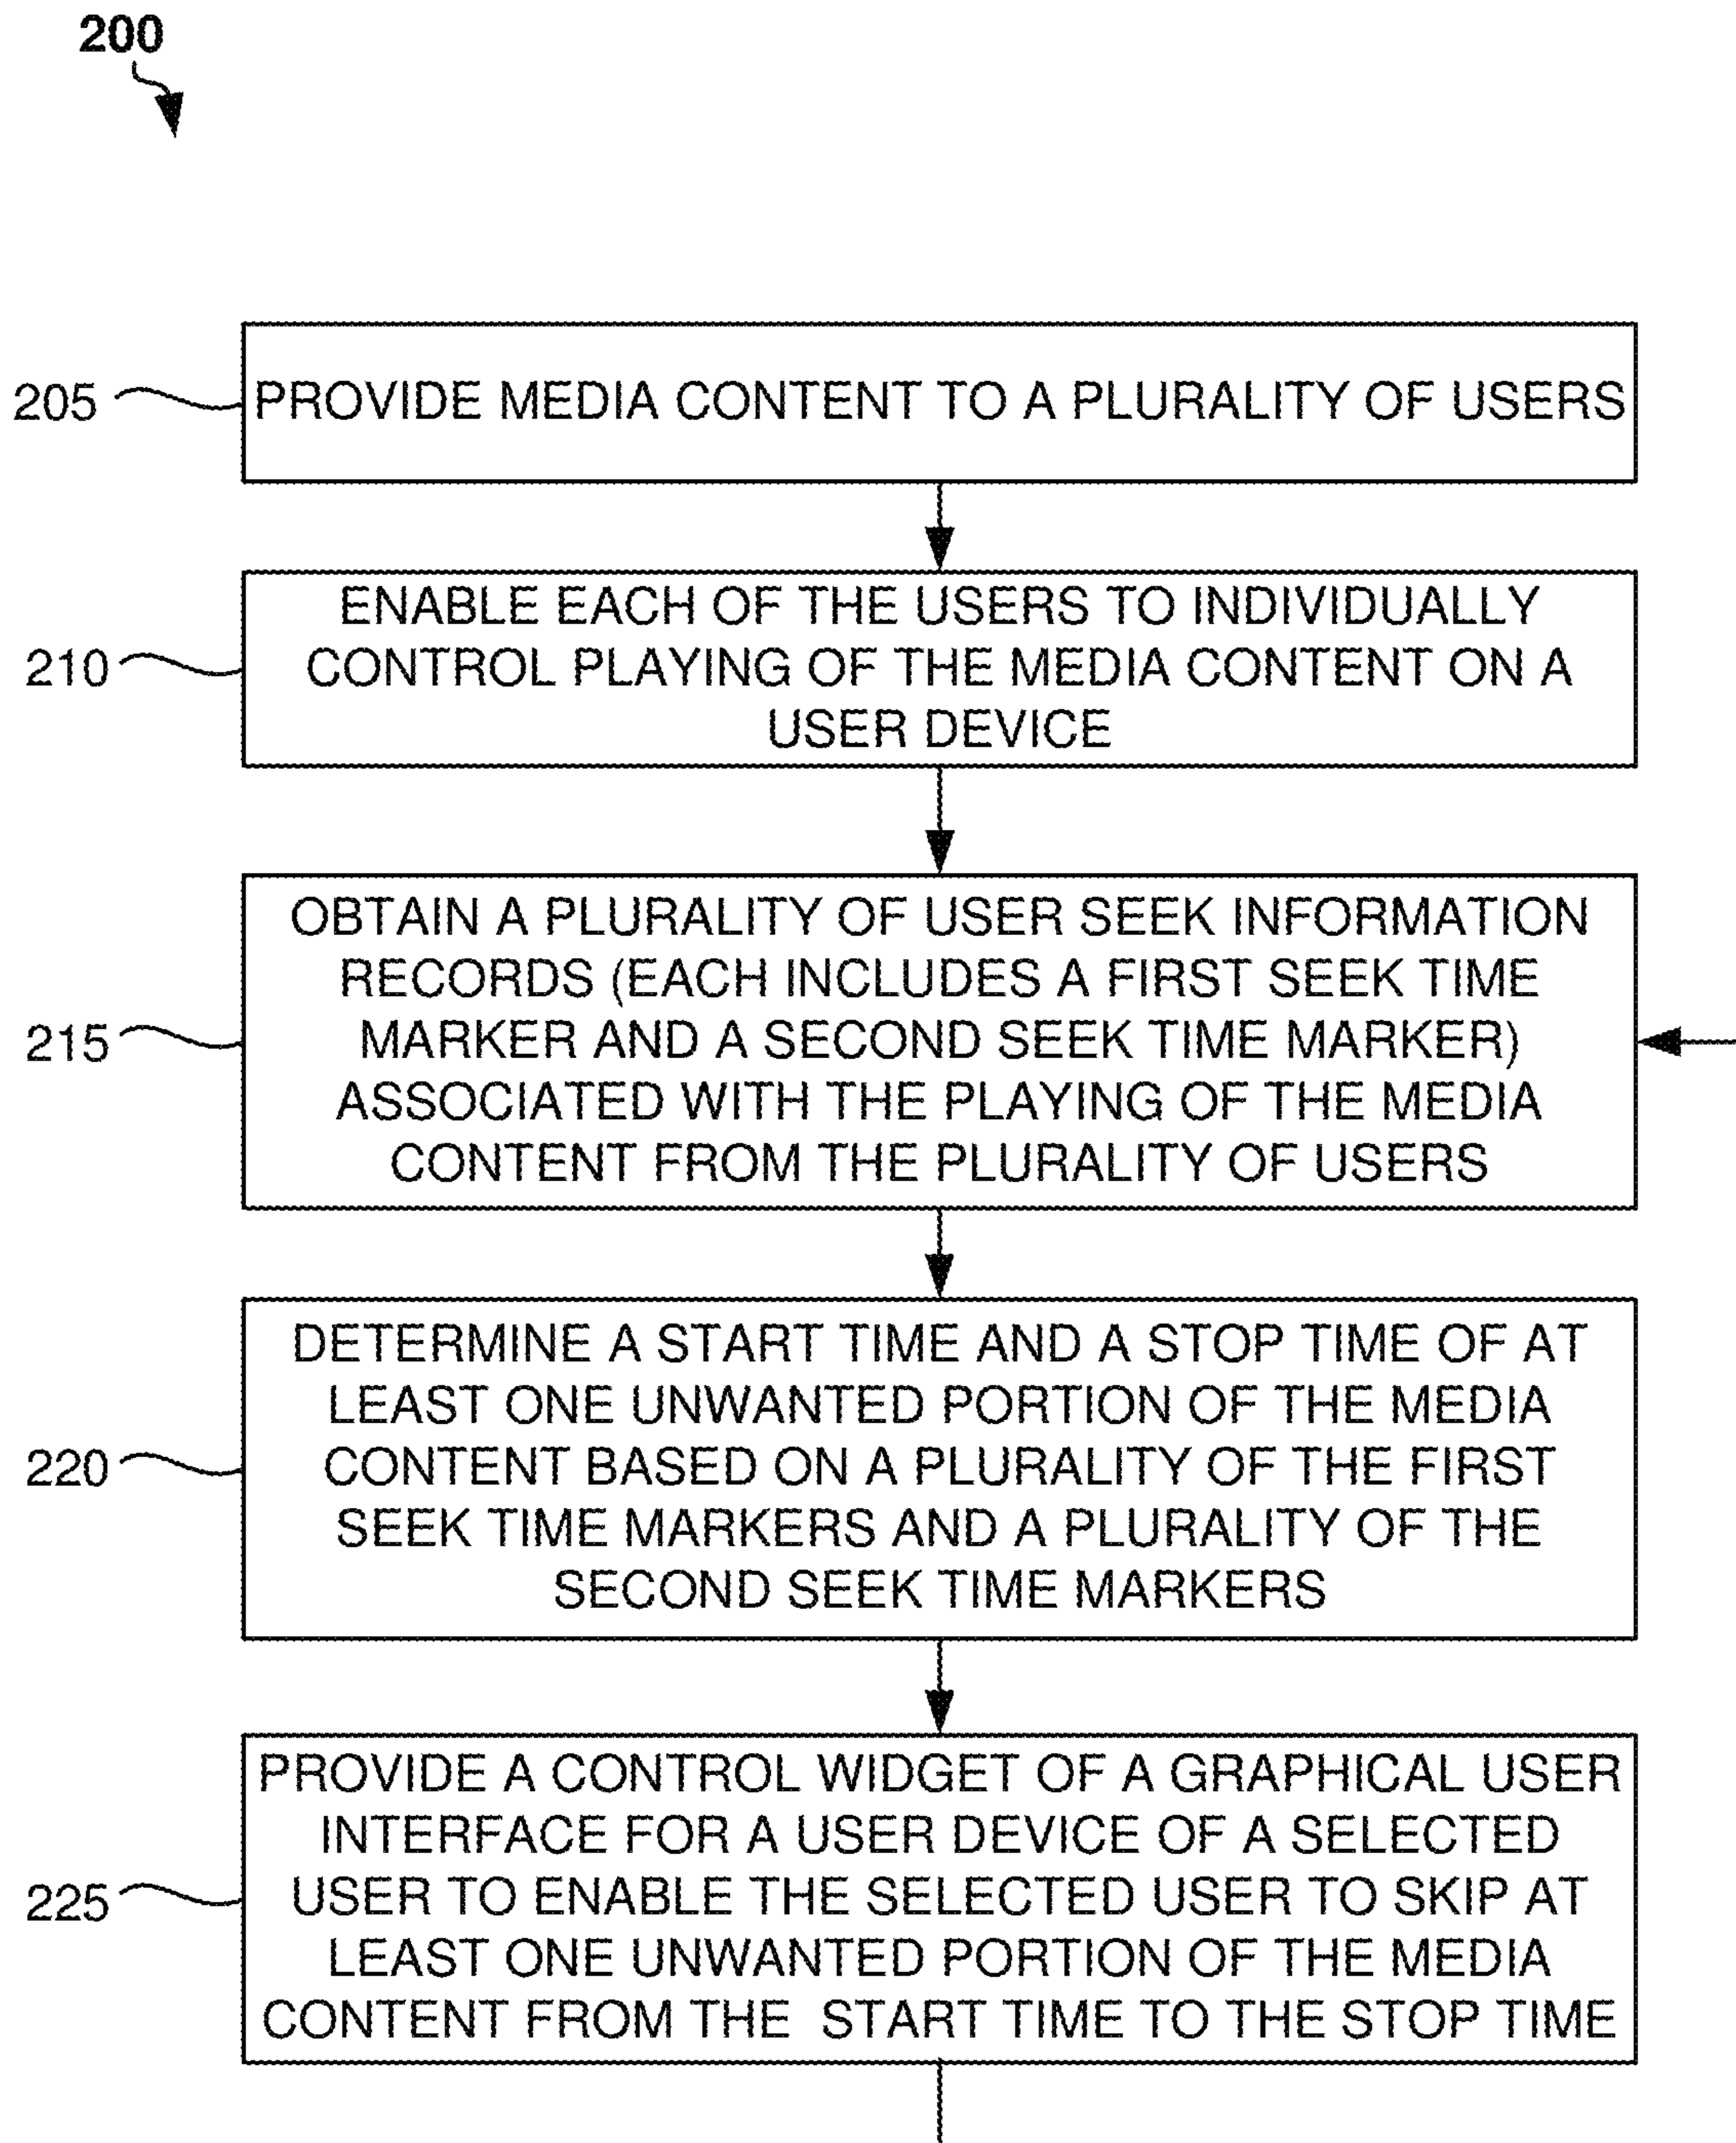 200
205
PROVIDE MEDIA CONTENT TO A PLURALITY OF USERS
210
ENABLE EACH OF THE USERS TO INDIVIDUALLY
CONTROL PLAYING OF THE MEDIA CONTENT ON A
USER DEVICE
215
OBTAIN A PLURALITY OF USER SEEK INFORMATION
RECORDS (EACH INCLUDES A FIRST SEEK TIME
MARKER AND A SECOND SEEK TIME MARKER)
ASSOCIATED WITH THE PLAYING OF THE MEDIA
CONTENT FROM THE PLURALITY OF USERS
220
DETERMINE A START TIME AND A STOP TIME OF AT
LEAST ONE UNWANTED PORTION OF THE MEDIA
CONTENT BASED ON A PLURALITY OF THE FIRST
SEEK TIME MARKERS AND A PLURALITY OF THE
SECOND SEEK TIME MARKERS
225
PROVIDE A CONTROL WIDGET OF A GRAPHICAL USER
INTERFACE FOR A USER DEVICE OF A SELECTED
USER TO ENABLE THE SELECTED USER TO SKIP AT
LEAST ONE UNWANTED PORTION OF THE MEDIA
CONTENT FROM THE START TIME TO THE STOP TIME